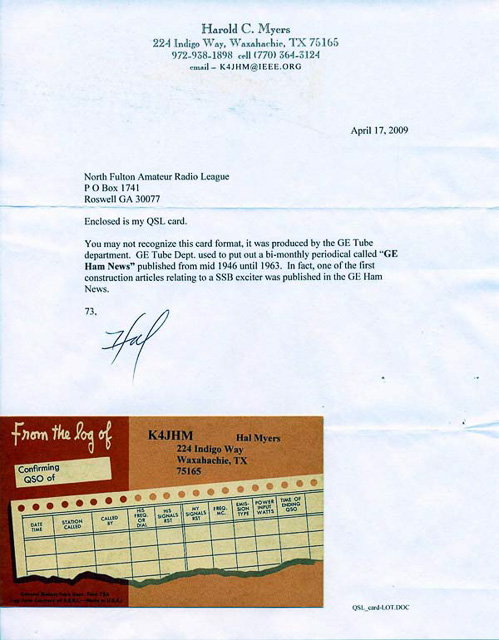 Harold C. Myers
224 Indigo Way, Waxahachie, TX 75165
972-938-1898 cell (770) 364-3124
email – K4JHM@IEEE.ORG
April 17, 2009
North Fulton Amateur Radio League
P O Box 1741
Roswell GA 30077
Enclosed is my QSL card.
You may not recognize this card format, it was produced by the GE Tube
department. GE Tube Dept. used to put out a bi-monthly periodical called “GE
Ham News” published from mid 1946 until 1963. In fact, one of the first
construction articles relating to a SSB exciter was published in the GE Ham
News.
73,
Hal
From the log of
Confirming
QSO of
K4JHM Hal Myers
224 Indigo Way
Waxahachie, TX
75165
DATE TIME
STATION CALLED
CALLED BY
HIS FREQ. OR DIAL
HIS SIGNALS RST
MY SIGNALS RST
FREQ. MC.
EMIS- SION TYPE
POWER INPUT WATTS
TIME OF ENDING QSO
QSL_card-LOT.DOC